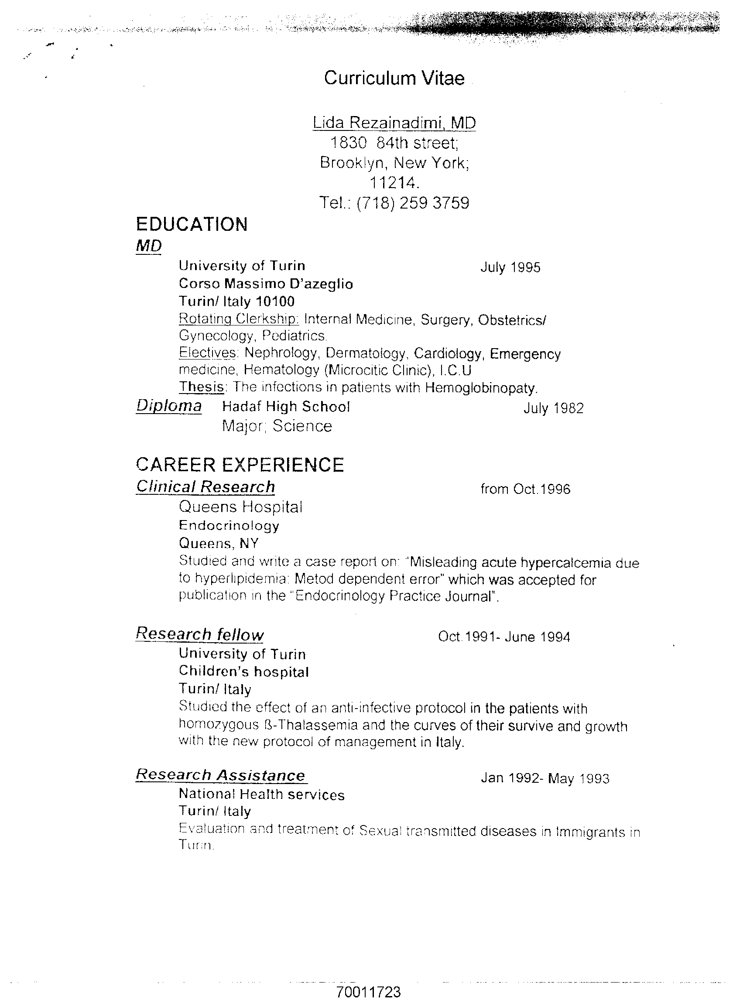 Curriculum Vitae
Lida Rezainadimi, MD
1830 84th street;
Brooklyn, New York;
11214.
Tel.: (718) 259 3759
EDUCATION
MD
University of Turin July 1995
Corso Massimo D'azeglio
Turin/ Italy 10100
Rotating Clerkship: Internal Medicine, Surgery, Obstetrics/
Gynecology, Pediatrics.
Electives: Nephrology, Dermatology, Cardiology, Emergency
medicine, Hematology (Microcitic Clinic), I.C.U
Thesis: The infections in patients with Hemoglobinopaty.
Diploma Hadaf High School July 1982
Major; Science
CAREER EXPERIENCE
Clinical Research from Oct.1996
Queens Hospital
Endocrinology
Queens, NY
Studied and write a case report on: "Misleading acute hypercalcemia due
to hyperlipidemia: Metod dependent error" which was accepted for
publication in the "Endocrinology Practice Journal".
Research fellow Oct.1991- June 1994
University of Turin
Children's hospital
Turin/ Italy
Studied the effect of an anti-infective protocol in the patients with
homozygous ß-Thalassemia and the curves of their survive and growth
with the new protocol of management in Italy.
Research Assistance Jan 1992- May 1993
National Health services
Turin/ Italy
Evaluation and treatment of Sexual transmitted diseases in Immigrants in
Turin.
70011723